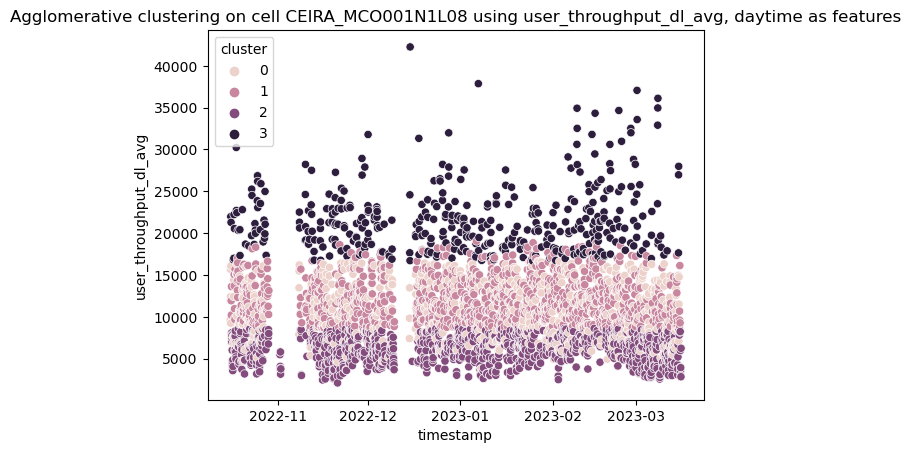 Agglomerative clustering on cell CEIRA_MCO001N1L08 using user_throughput_dl_avg, daytime as features
cluster
0
1
2
3
40000
35000
30000
25000
20000
15000
10000
5000
user_throughput_dl_avg
2022-11 2022-12 2023-01 2023-02 2023-03
timestamp